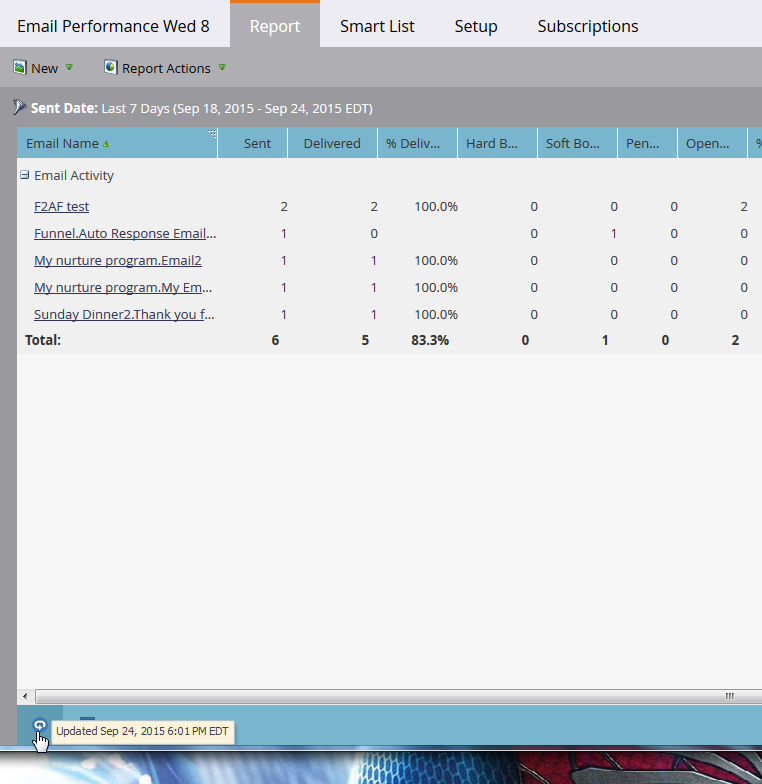 Email Performance Wed 8 Report Smart List Setup Subscriptions
New Report Actions
Sent Date: Last 7 Days (Sep 18, 2015 - Sep 24, 2015 EDT)
Email Name Sent Delivered % Deliv... Hard B... Soft Bo... Pen... Open... %
Email Activity
F2AF test 2 2 100.0% 0 0 0 2
Funnel.Auto Response Email... 1 0 0 1 0 0
My nurture program.Email2 1 1 100.0% 0 0 0 0
My nurture program.My Em... 1 1 100.0% 0 0 0 0
Sunday Dinner2.Thank you f... 1 1 100.0% 0 0 0 0
Total: 6 5 83.3% 0 1 0 2
Updated Sep 24, 2015 6:01 PM EDT